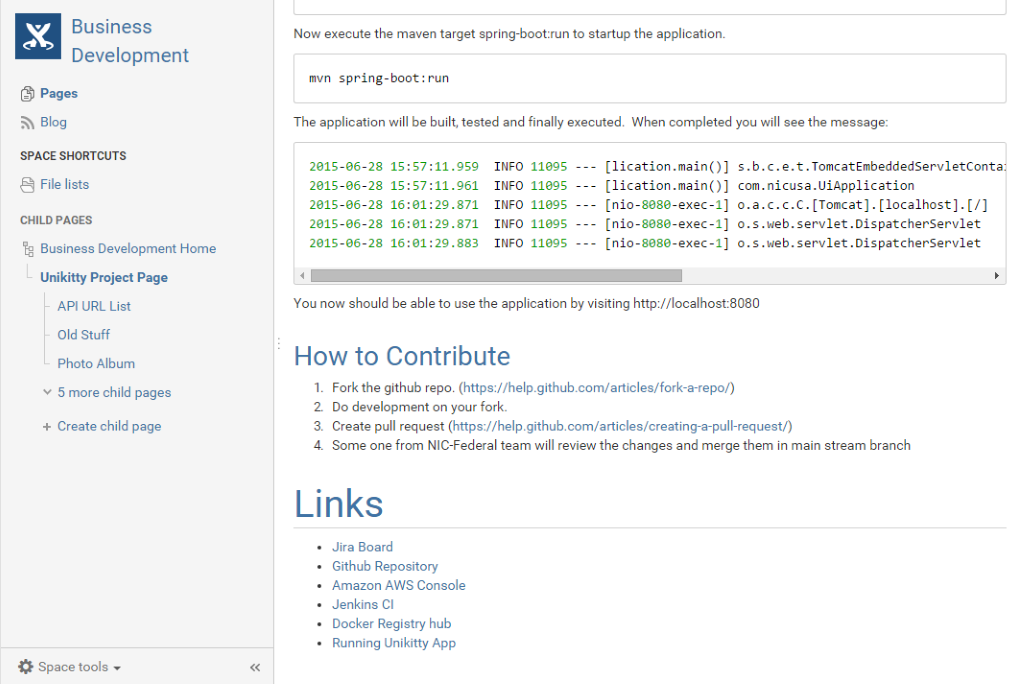 Business
Development
Pages
Blog
SPACE SHORTCUTS
File lists
CHILD PAGES
Business Development Home
Unikitty Project Page
API URL List
Old Stuff
Photo Album
5 more child pages
+ Create child page
Space tools
Now execute the maven target spring-boot:run to startup the application.
mvn spring-boot:run
The application will be built, tested and finally executed.  When completed you will see the message:
2015-06-28 15:57:11.959  INFO 11095 --- [lication.main()] s.b.c.e.t.TomcatEmbeddedServletContai
2015-06-28 15:57:11.961  INFO 11095 --- [lication.main()] com.nicusa.UiApplication
2015-06-28 16:01:29.871  INFO 11095 --- [nio-8080-exec-1] o.a.c.c.C.[Tomcat].[localhost].[/]
2015-06-28 16:01:29.871  INFO 11095 --- [nio-8080-exec-1] o.s.web.servlet.DispatcherServlet
2015-06-28 16:01:29.883  INFO 11095 --- [nio-8080-exec-1] o.s.web.servlet.DispatcherServlet
You now should be able to use the application by visiting http://localhost:8080
How to Contribute
1. Fork the github repo. (https://help.github.com/articles/fork-a-repo/)
2. Do development on your fork.
3. Create pull request (https://help.github.com/articles/creating-a-pull-request/)
4. Some one from NIC-Federal team will review the changes and merge them in main stream branch
Links
• Jira Board
• Github Repository
• Amazon AWS Console
• Jenkins CI
• Docker Registry hub
• Running Unikitty App